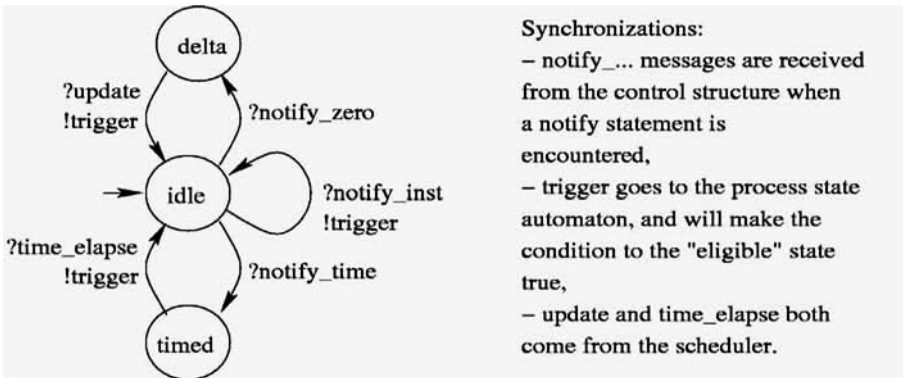 delta
?update
!trigger
?notify_zero
idle
?notify_inst
!trigger
?time_elapse
!trigger
?notify_time
timed
Synchronizations:
– notify_... messages are received
from the control structure when
a notify statement is
encountered,
– trigger goes to the process state
automaton, and will make the
condition to the "eligible" state
true,
– update and time_elapse both
come from the scheduler.